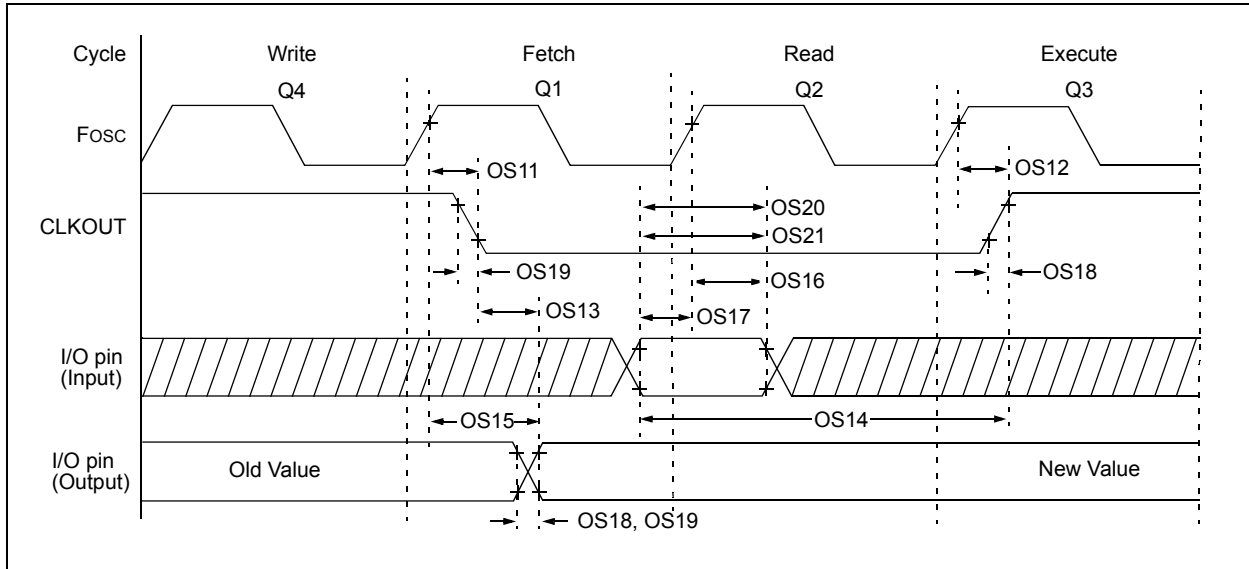 Cycle Write Fetch Read Execute
Q4 Q1 Q2 Q3
Fosc
OS11 OS12
OS20
CLKOUT OS21
OS19 OS16 OS18
OS13 OS17
I/O pin
(Input)
OS15 OS14
I/O pin
(Output) Old Value New Value
OS18, OS19